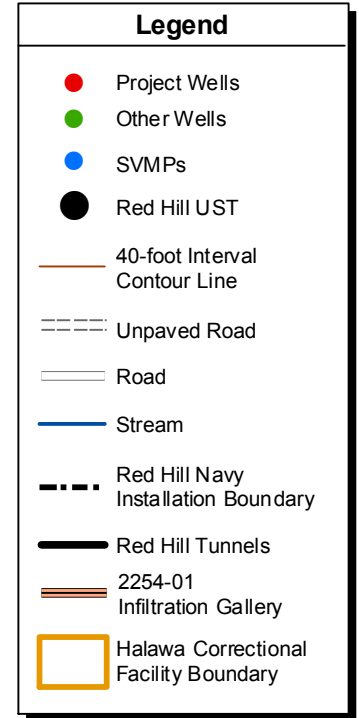 Legend
Project Wells
Other Wells
SVMPs
Red Hill UST
40-foot Interval
Contour Line
Unpaved Road
Road
Stream
Red Hill Navy
Installation Boundary
Red Hill Tunnels
2254-01
Infiltration Gallery
Halawa Correctional
Facility Boundary